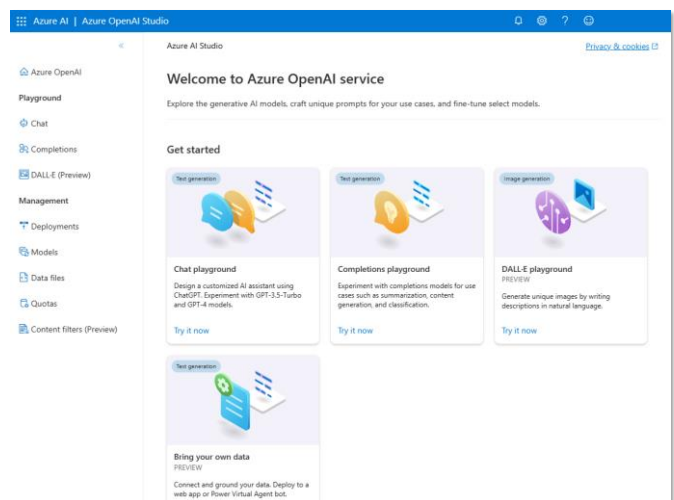 Azure AI | Azure OpenAI Studio
Azure AI Studio
Privacy & cookies
Azure OpenAI
Playground
Chat
Completions
DALL-E (Preview)
Management
Deployments
Models
Data files
Quotas
Content filters (Preview)
Welcome to Azure OpenAI service
Explore the generative AI models, craft unique prompts for your use cases, and fine-tune select models.
Get started
Text generation
Chat playground
Design a customized AI assistant using
ChatGPT. Experiment with GPT-3.5-Turbo
and GPT-4 models.
Try it now
Text generation
Completions playground
Experiment with completions models for use
cases such as summarization, content
generation, and classification.
Try it now
Image generation
DALL-E playground
PREVIEW
Generate unique images by writing
descriptions in natural language.
Try it now
Text generation
Bring your own data
PREVIEW
Connect and ground your data. Deploy to a
web app or Power Virtual Agent bot.